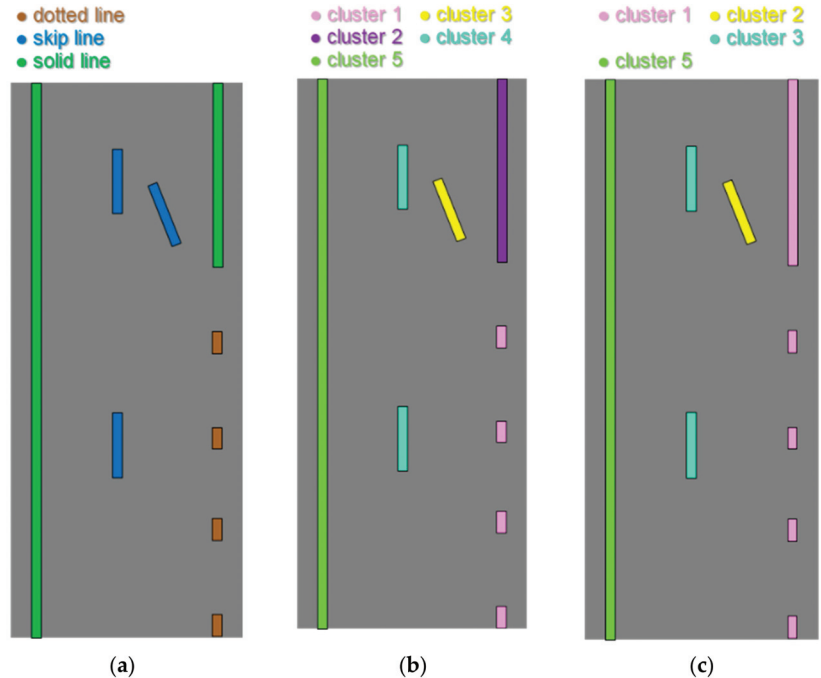 dotted line
skip line
solid line
cluster 1 cluster 3
cluster 2 cluster 4
cluster 5
cluster 1 cluster 2
cluster 3
cluster 5
(a) (b) (c)